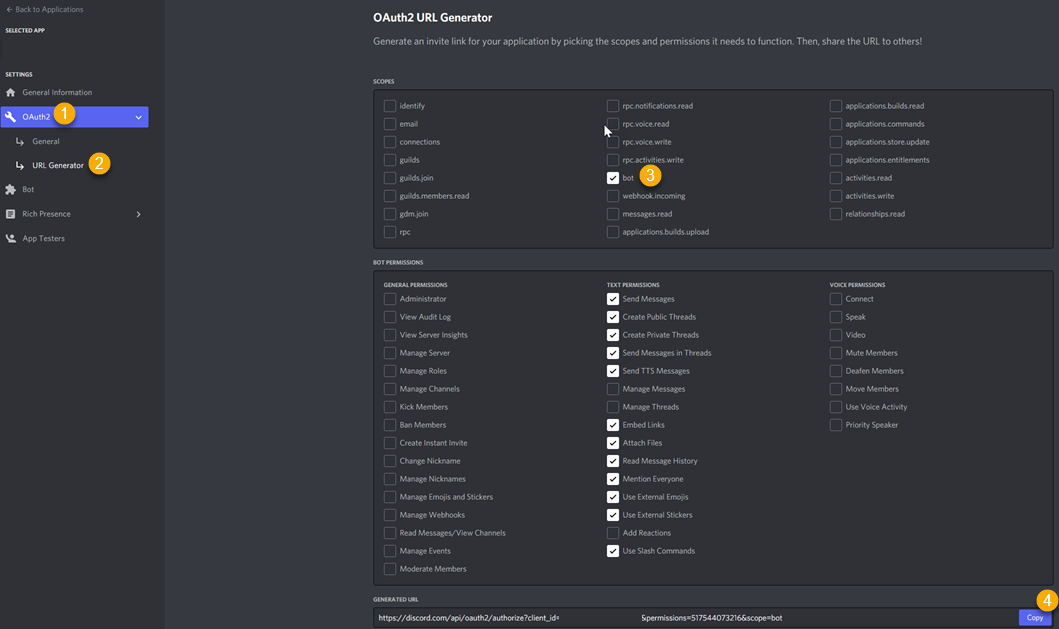 ← Back to Applications
SELECTED APP
SETTINGS
General Information
OAuth2 1
General
URL Generator 2
Bot
Rich Presence
App Testers
OAuth2 URL Generator
Generate an invite link for your application by picking the scopes and permissions it needs to function. Then, share the URL to others!
SCOPES
identify
email
connections
guilds
guilds.join
guilds.members.read
gdm.join
rpc
rpc.notifications.read
rpc.voice.read
rpc.voice.write
rpc.activities.write
bot 3
webhook.incoming
messages.read
applications.builds.upload
applications.builds.read
applications.commands
applications.store.update
applications.entitlements
activities.read
activities.write
relationships.read
BOT PERMISSIONS
GENERAL PERMISSIONS
Administrator
View Audit Log
View Server Insights
Manage Server
Manage Roles
Manage Channels
Kick Members
Ban Members
Create Instant Invite
Change Nickname
Manage Nicknames
Manage Emojis and Stickers
Manage Webhooks
Read Messages/View Channels
Manage Events
Moderate Members
TEXT PERMISSIONS
Send Messages
Create Public Threads
Create Private Threads
Send Messages in Threads
Send TTS Messages
Manage Messages
Manage Threads
Embed Links
Attach Files
Read Message History
Mention Everyone
Use External Emojis
Use External Stickers
Add Reactions
Use Slash Commands
VOICE PERMISSIONS
Connect
Speak
Video
Mute Members
Deafen Members
Move Members
Use Voice Activity
Priority Speaker
GENERATED URL
4
https://discord.com/api/oauth2/authorize?client_id= &permissions=517544073216&scope=bot Copy